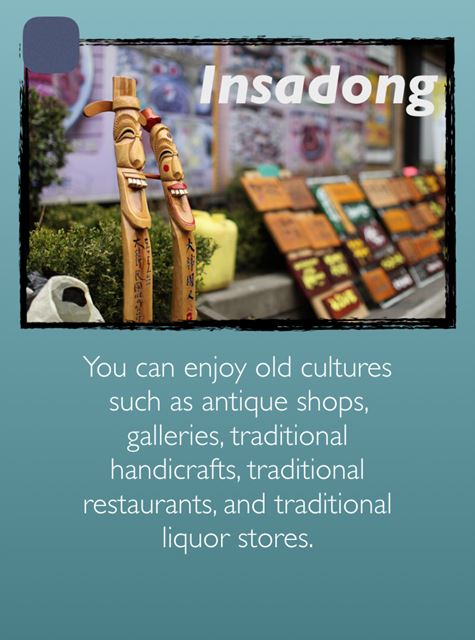 Insadong
You can enjoy old cultures
such as antique shops,
galleries, traditional
handicrafts, traditional
restaurants, and traditional
liquor stores.